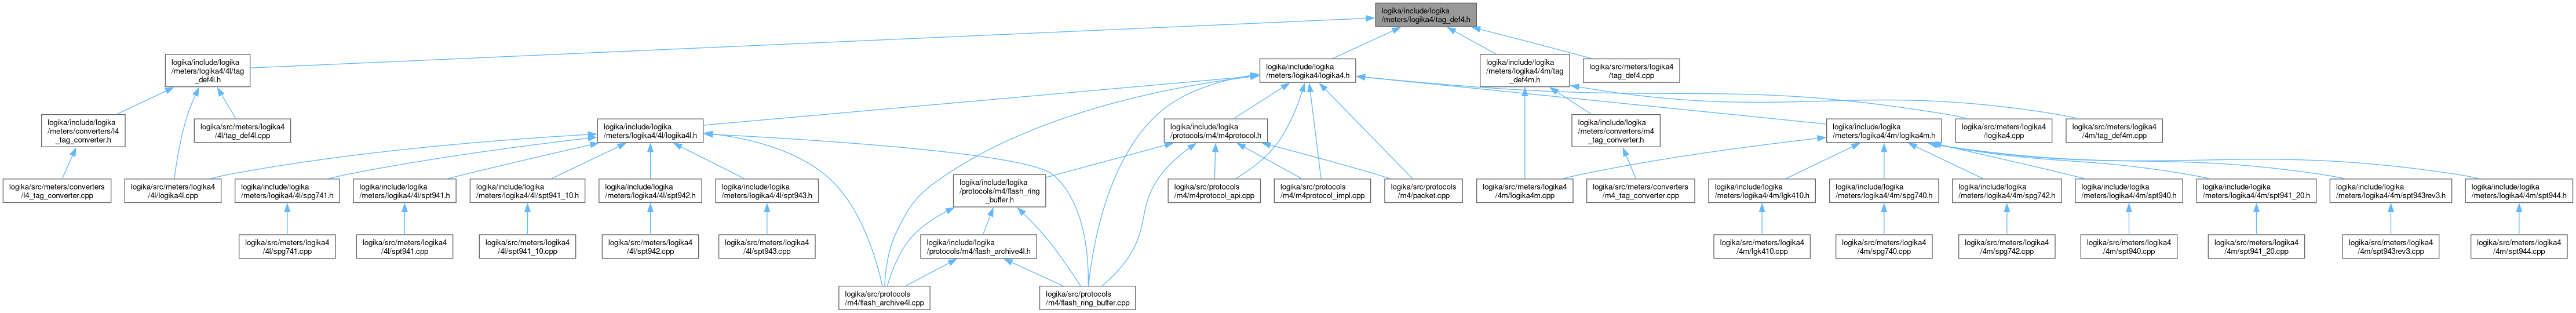 logika/include/logika
/meters/logika4/tag_def4.h
logika/include/logika
/meters/logika4/4l/tag
_def4l.h
logika/include/logika
/meters/logika4/logika4.h
logika/include/logika
/meters/logika4/4m/tag
_def4m.h
logika/src/meters/logika4
/tag_def4.cpp
logika/include/logika
/meters/converters/l4
_tag_converter.h
logika/src/meters/logika4
/4l/tag_def4l.cpp
logika/include/logika
/meters/logika4/4l/logika4l.h
logika/include/logika
/protocols/m4/m4protocol.h
logika/include/logika
/meters/converters/m4
_tag_converter.h
logika/include/logika
/meters/logika4/4m/logika4m.h
logika/src/meters/logika4
/logika4.cpp
logika/src/meters/logika4
/4m/tag_def4m.cpp
logika/src/meters/converters
/l4_tag_converter.cpp
logika/src/meters/logika4
/4l/logika4l.cpp
logika/include/logika
/meters/logika4/4l/spg741.h
logika/include/logika
/meters/logika4/4l/spt941.h
logika/include/logika
/meters/logika4/4l/spt941_10.h
logika/include/logika
/meters/logika4/4l/spt942.h
logika/include/logika
/meters/logika4/4l/spt943.h
logika/include/logika
/protocols/m4/flash_ring
_buffer.h
logika/src/protocols
/m4/m4protocol_api.cpp
logika/src/protocols
/m4/m4protocol_impl.cpp
logika/src/protocols
/m4/packet.cpp
logika/src/meters/logika4
/4m/logika4m.cpp
logika/src/meters/converters
/m4_tag_converter.cpp
logika/include/logika
/meters/logika4/4m/lgk410.h
logika/include/logika
/meters/logika4/4m/spg740.h
logika/include/logika
/meters/logika4/4m/spg742.h
logika/include/logika
/meters/logika4/4m/spt940.h
logika/include/logika
/meters/logika4/4m/spt941_20.h
logika/include/logika
/meters/logika4/4m/spt943rev3.h
logika/include/logika
/meters/logika4/4m/spt944.h
logika/src/meters/logika4
/4l/spg741.cpp
logika/src/meters/logika4
/4l/spt941.cpp
logika/src/meters/logika4
/4l/spt941_10.cpp
logika/src/meters/logika4
/4l/spt942.cpp
logika/src/meters/logika4
/4l/spt943.cpp
logika/include/logika
/protocols/m4/flash_archive4l.h
logika/src/meters/logika4
/4m/lgk410.cpp
logika/src/meters/logika4
/4m/spg740.cpp
logika/src/meters/logika4
/4m/spg742.cpp
logika/src/meters/logika4
/4m/spt940.cpp
logika/src/meters/logika4
/4m/spt941_20.cpp
logika/src/meters/logika4
/4m/spt943rev3.cpp
logika/src/meters/logika4
/4m/spt944.cpp
logika/src/protocols
/m4/flash_archive4l.cpp
logika/src/protocols
/m4/flash_ring_buffer.cpp